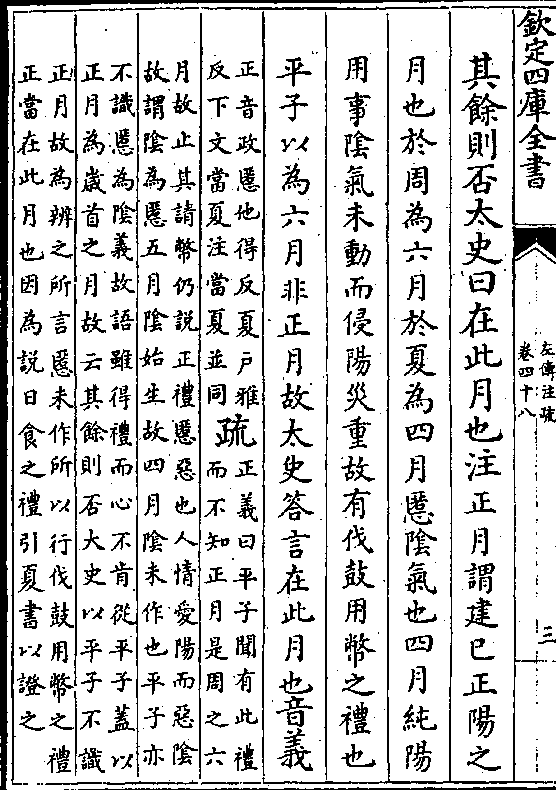 欽定四庫全書
左傳注疏
卷四十八
三
其餘則否太史曰在此月也注正月謂建巳正陽之
月也於周為六月於夏為四月慝陰氣也四月純陽
用事陰氣未動而侵陽災重故有伐鼓用幣之禮也
平子以為六月非正月故太史答言在此月也音義
正音政慝他得反夏戶雅
反下文當夏注當夏並同
疏
正義曰平子聞有此禮
而不知正月是周之六
月故止其請幣仍說正禮慝惡也人情愛陽而惡陰
故謂陰為慝五月陰始生故四月陰未作也平子亦
不識慝為陰義故語雖得禮而心不肯從平子蓋以
正月為歲首之月故云其餘則否大史以平子不識
正月故為辨之所言慝未作所以行伐鼓用幣之禮
正當在此月也因為說日食之禮引夏書以證之